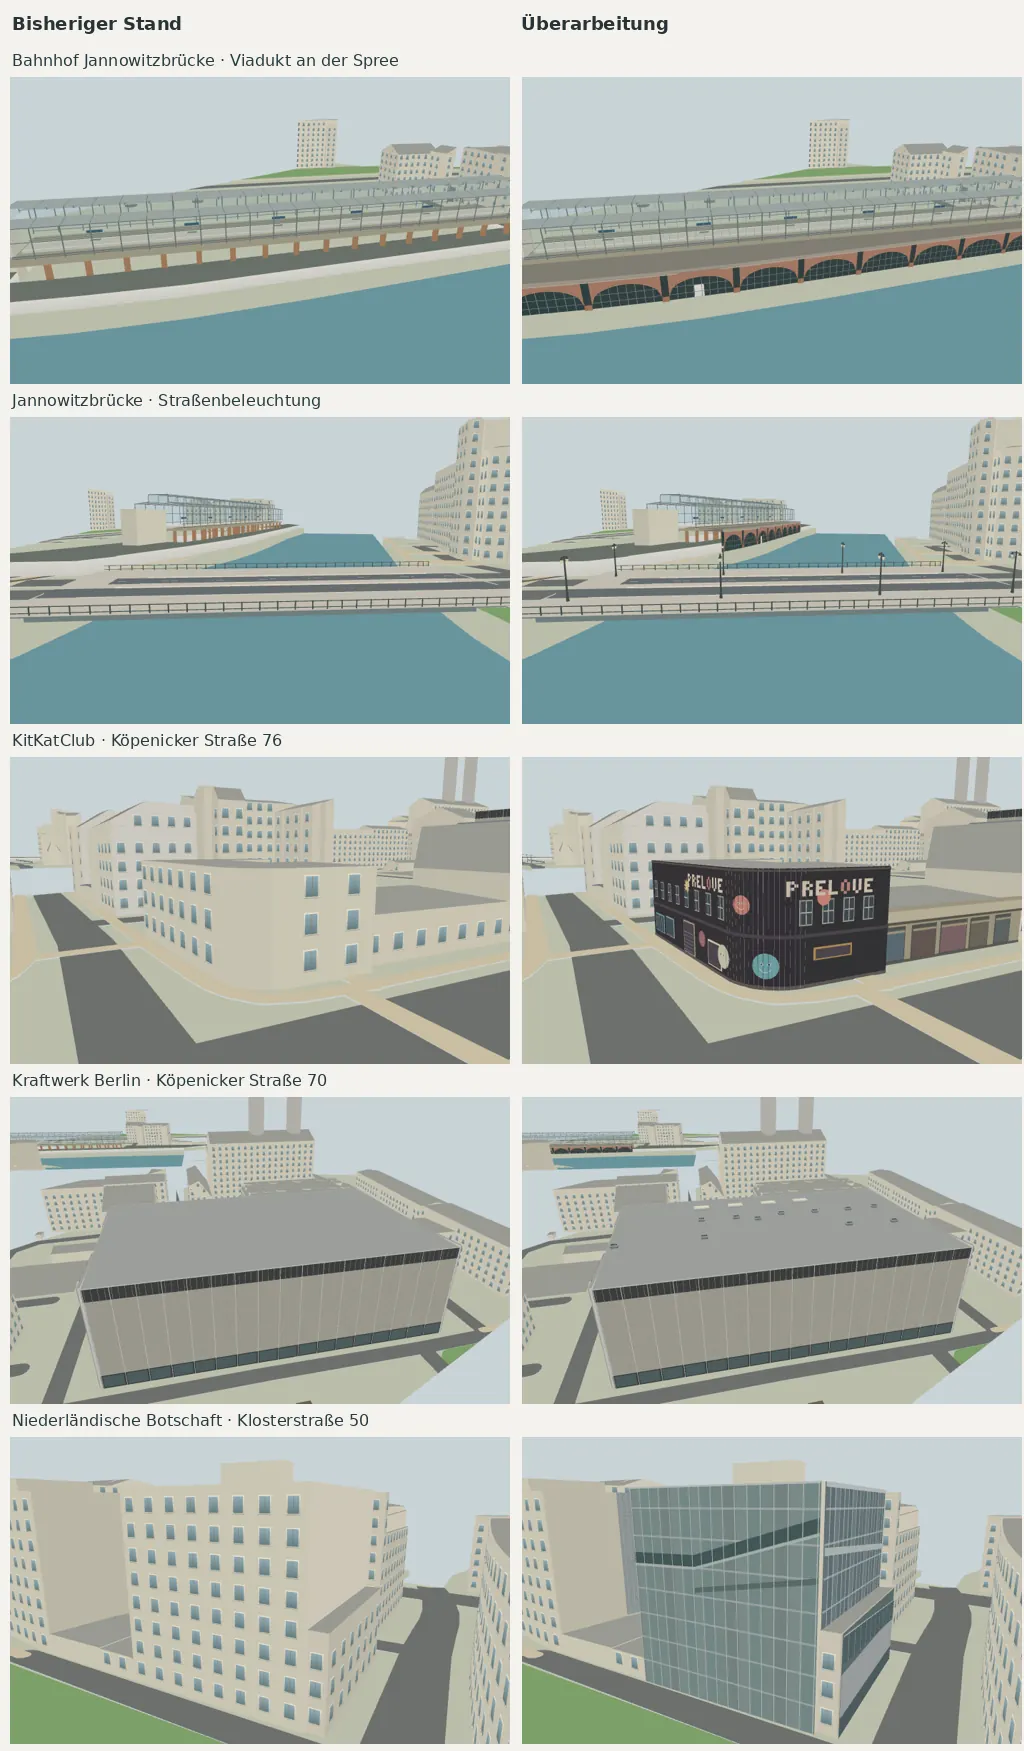 Bisheriger Stand
Überarbeitung
Bahnhof Jannowitzbrücke · Viadukt an der Spree
Jannowitzbrücke · Straßenbeleuchtung
KitKatClub · Köpenicker Straße 76
PRELOVE
PRELOVE
Kraftwerk Berlin · Köpenicker Straße 70
Niederländische Botschaft · Klosterstraße 50